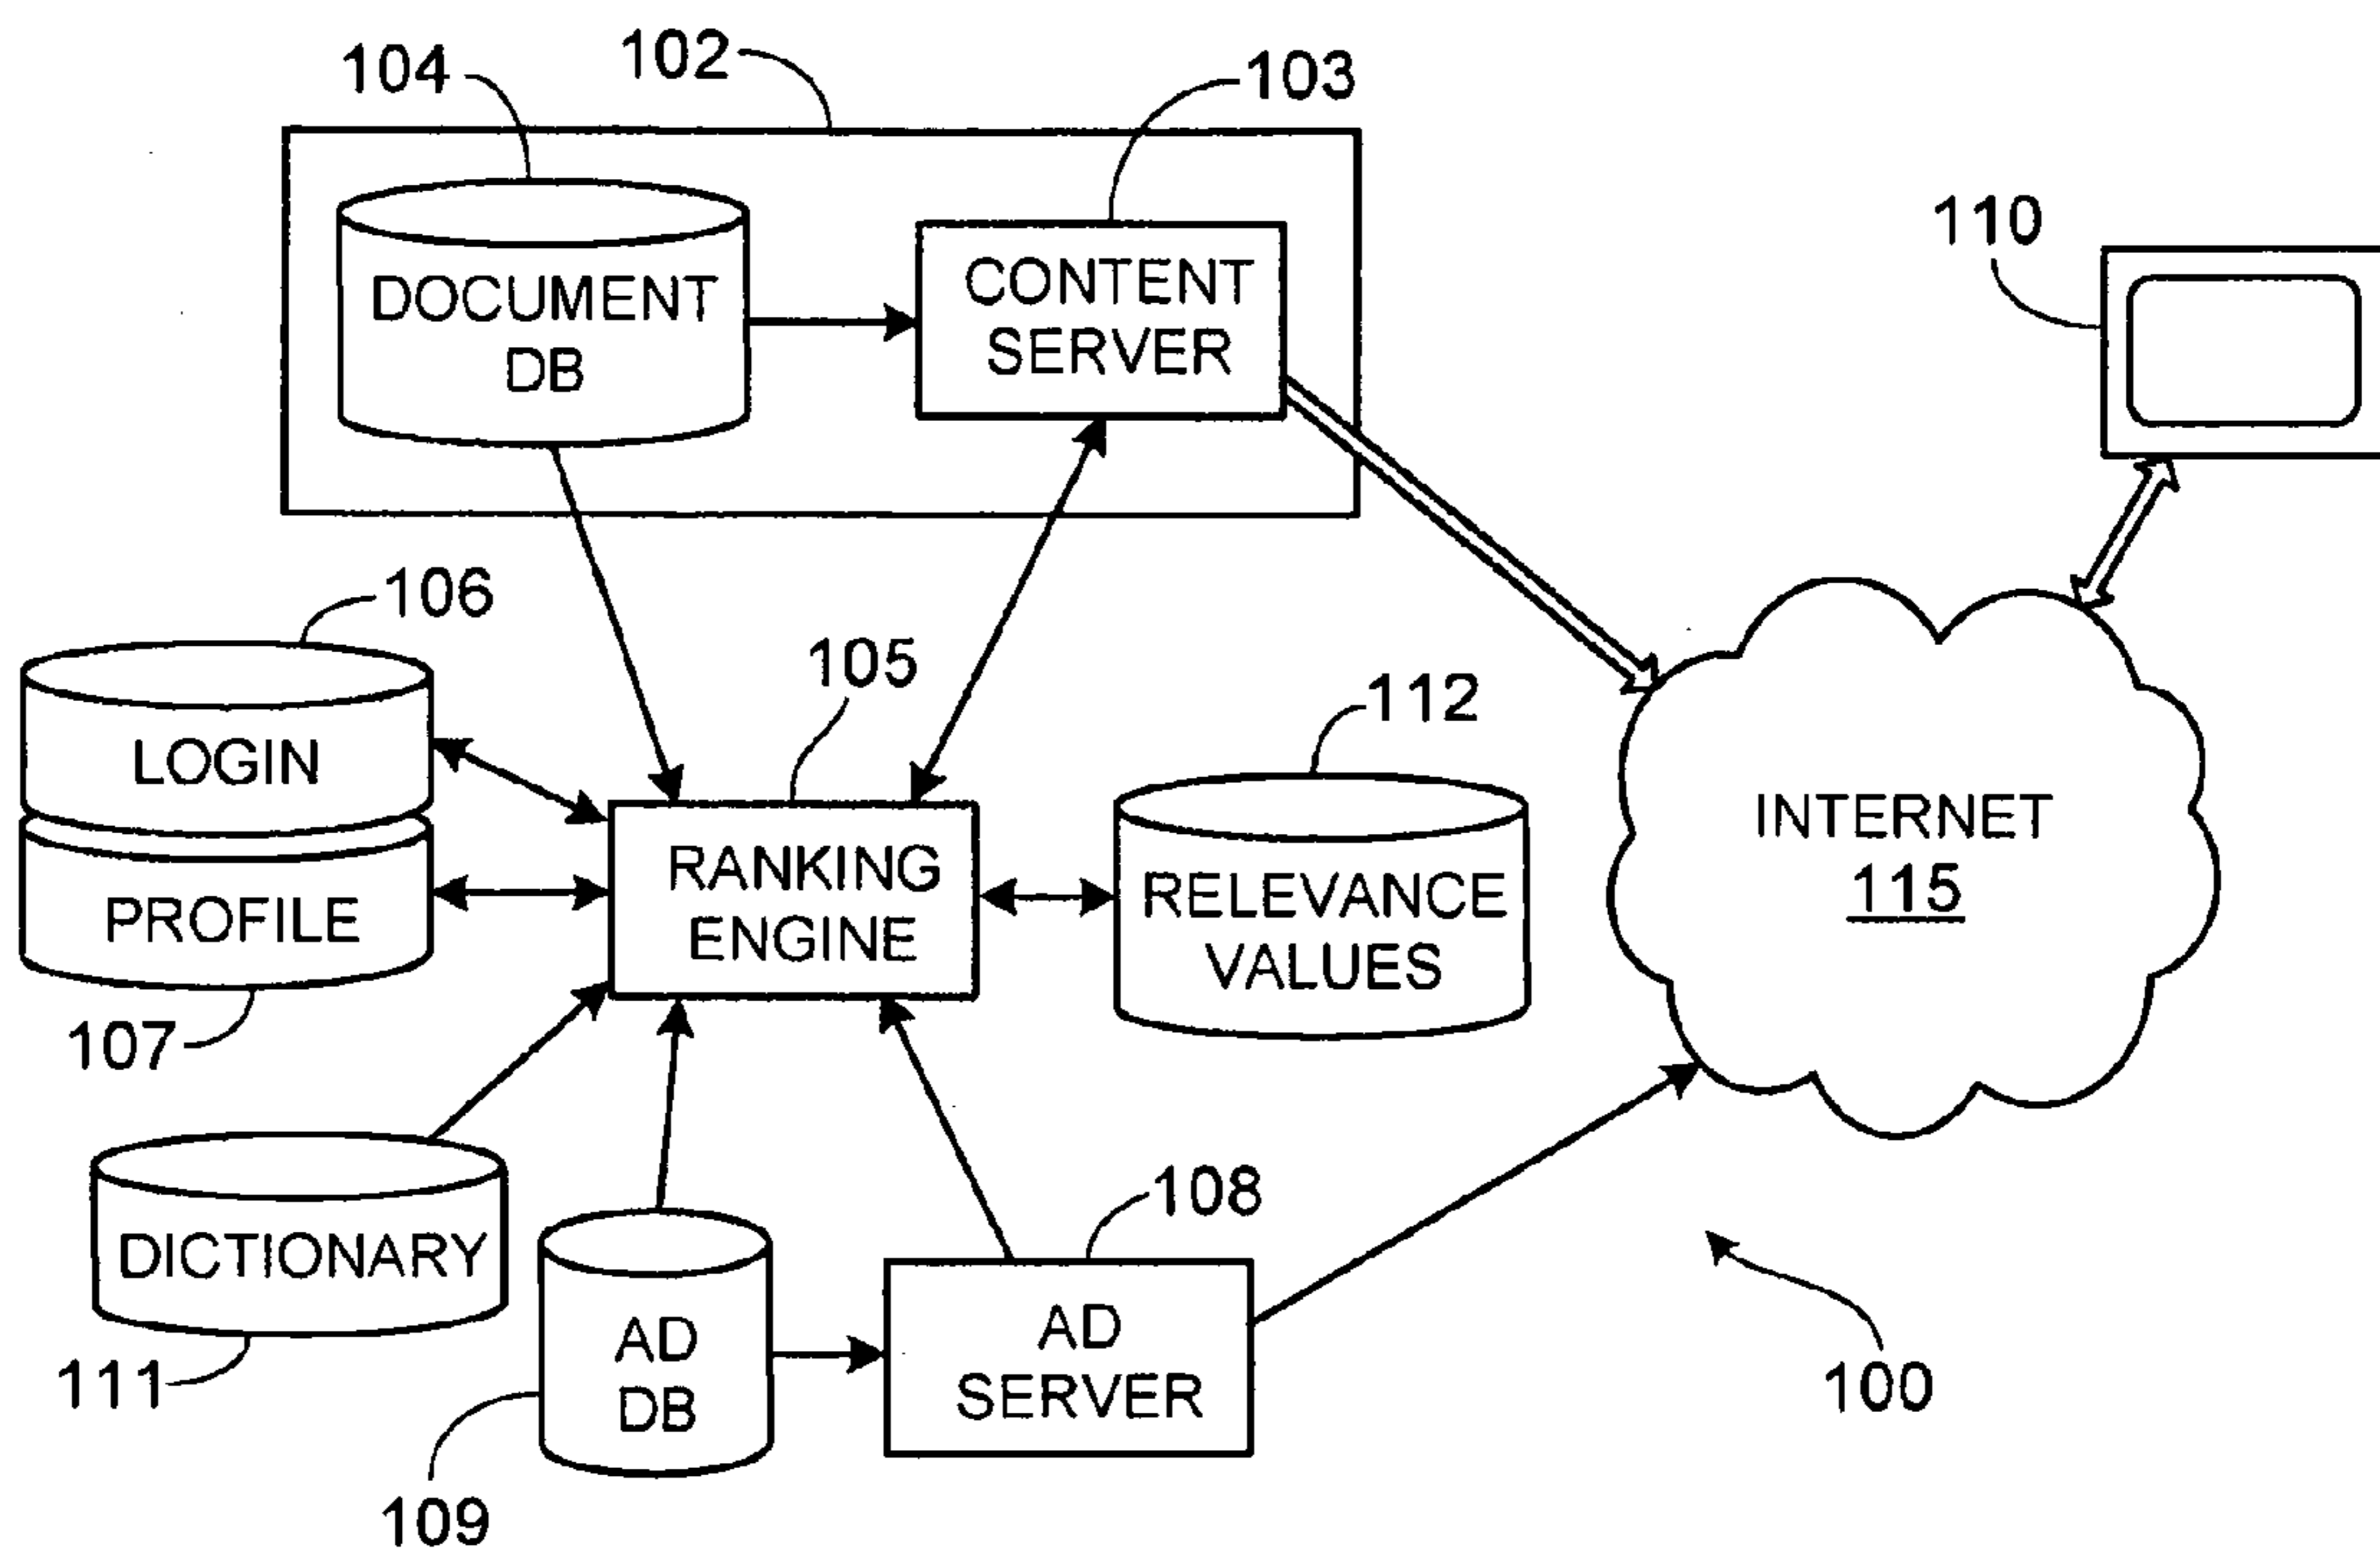 102
104
103
DOCUMENT
DB
CONTENT
SERVER
110
106
105
112
LOGIN
PROFILE
RANKING
ENGINE
RELEVANCE
VALUES
INTERNET
115
107
DICTIONARY
111
AD
DB
109
108
AD
SERVER
100